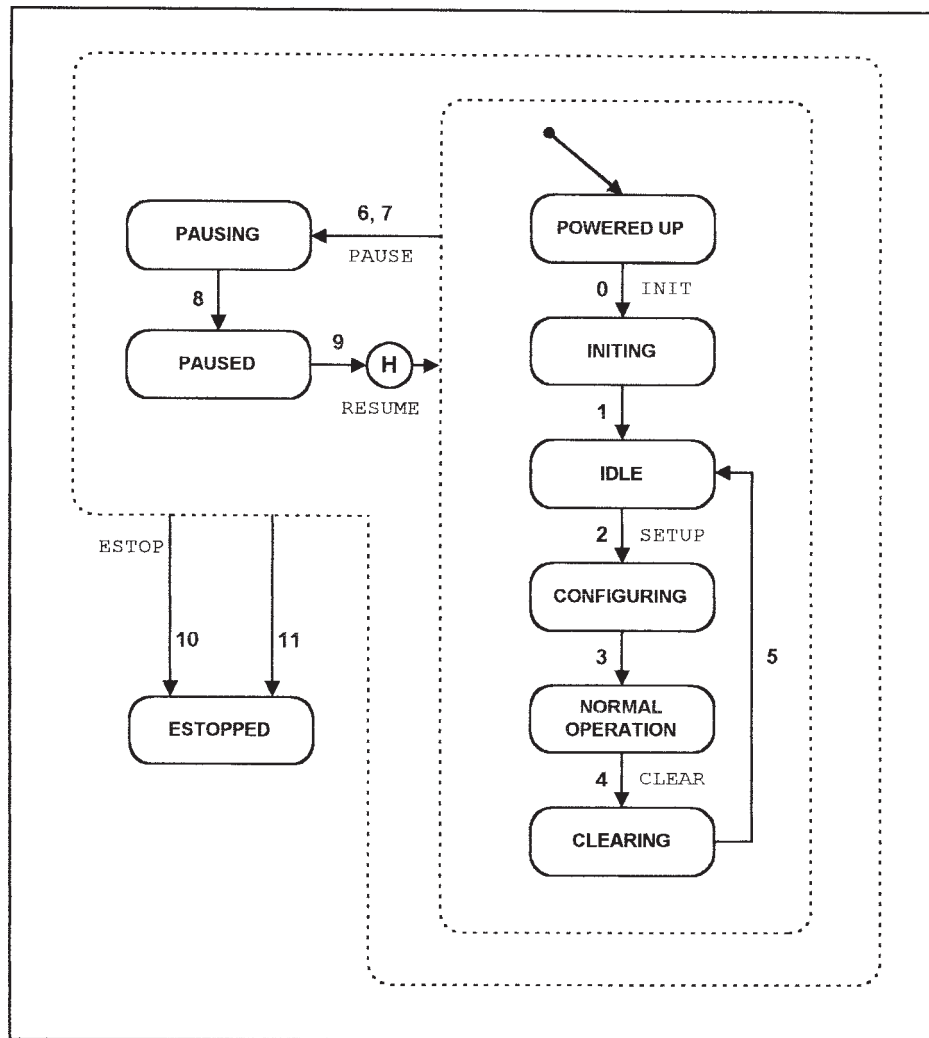 POWERED UP
6, 7
PAUSING
PAUSE
0 INIT
8
INITING
9
PAUSED
H
RESUME
1
IDLE
2 SETUP
ESTOP
CONFIGURING
10
11
3
5
NORMAL
OPERATION
ESTOPPED
4 CLEAR
CLEARING